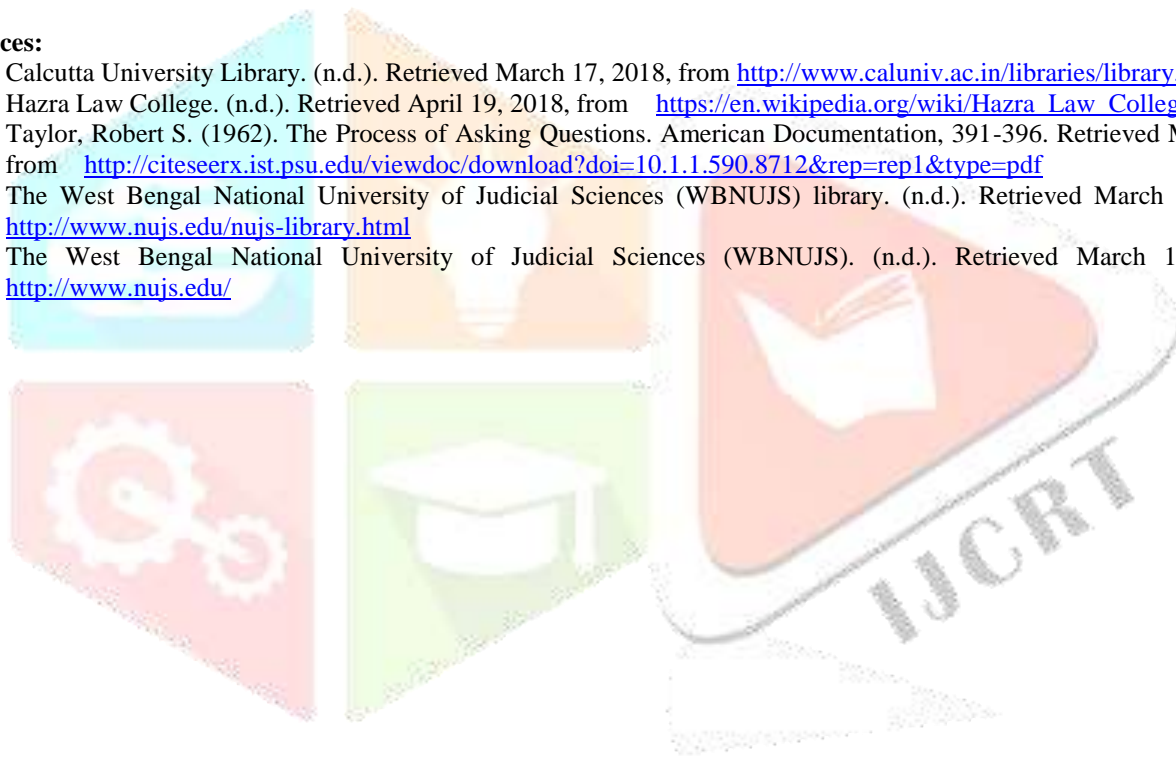 ces:
Calcutta University Library. (n.d.). Retrieved March 17, 2018, from http://www.caluniv.ac.in/libraries/library
Hazra Law College. (n.d.). Retrieved April 19, 2018, from https://en.wikipedia.org/wiki/Hazra_Law_Colleg
Taylor, Robert S. (1962). The Process of Asking Questions. American Documentation, 391-396. Retrieved M
from http://citeseerx.ist.psu.edu/viewdoc/download?doi=10.1.1.590.8712&rep=rep1&type=pdf
The West Bengal National University of Judicial Sciences (WBNUJS) library. (n.d.). Retrieved March
http://www.nujs.edu/nujs-library.html
The West Bengal National University of Judicial Sciences (WBNUJS). (n.d.). Retrieved March 1
http://www.nujs.edu/
IJCRT